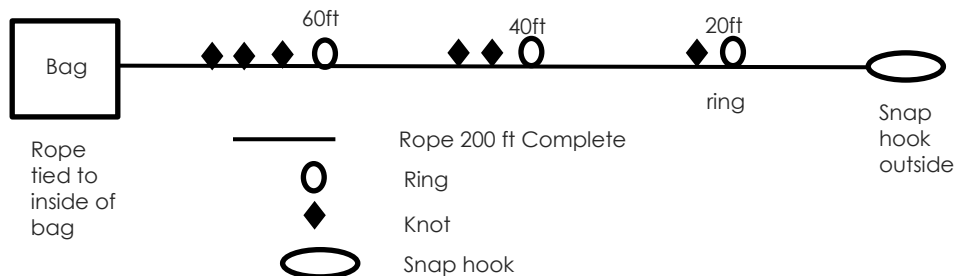 60ft
40ft
20ft
Bag
ring
Snap
hook
outside
Rope
tied to
inside of
bag
Rope 200 ft Complete
Ring
Knot
Snap hook